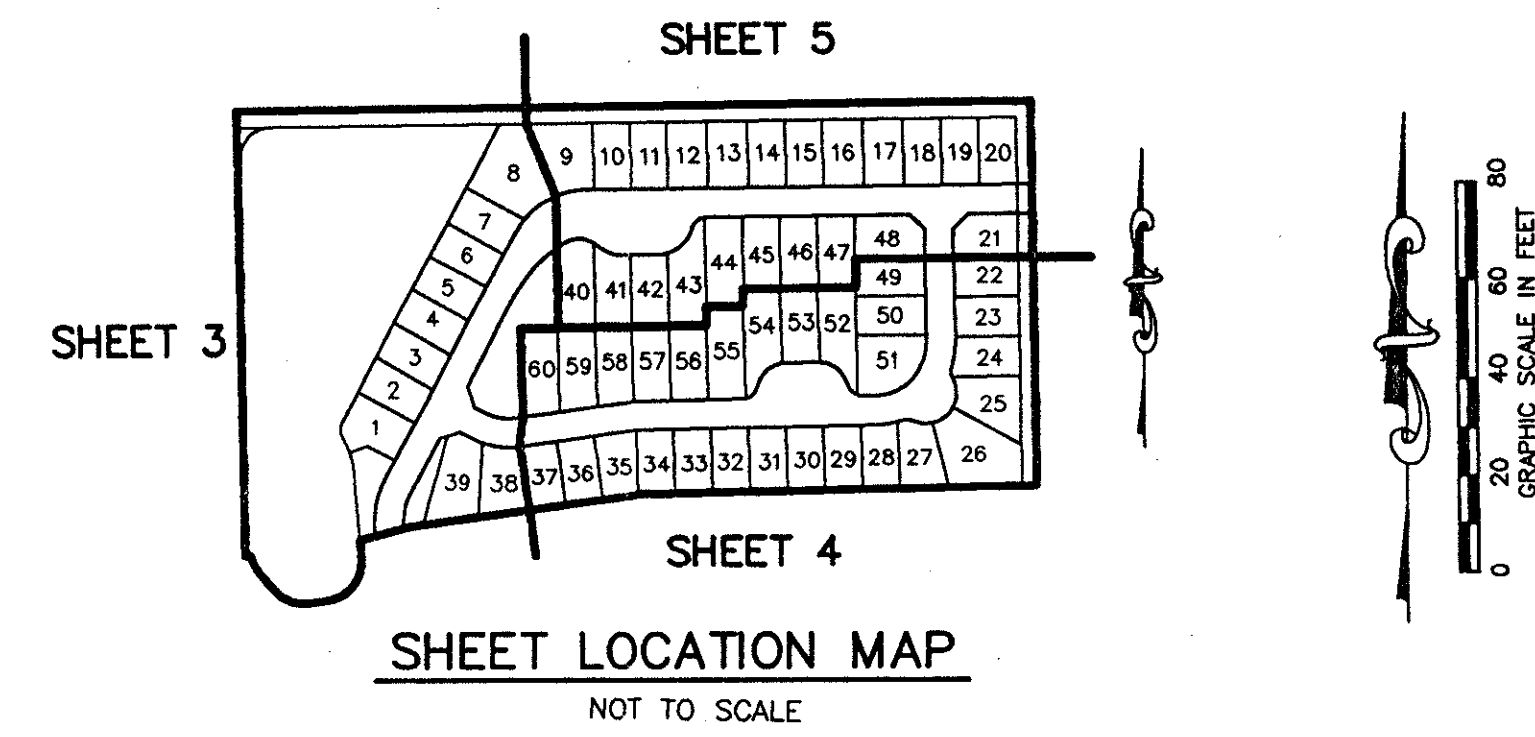 SHEET 5
9 10 11 12 13 14 15 16 17 18 19 20
8
7
6
5
4
3
2
1
48
44 45 46 47
21
40 41 42 43
49
22
SHEET 3
54 53 52
50
23
60 59 58 57 56 55
51
24
25
39 38 37 36 35 34 33 32 31 30 29 28 27 26
SHEET 4
SHEET LOCATION MAP
NOT TO SCALE
0 20 40 60 80
GRAPHIC SCALE IN FEET